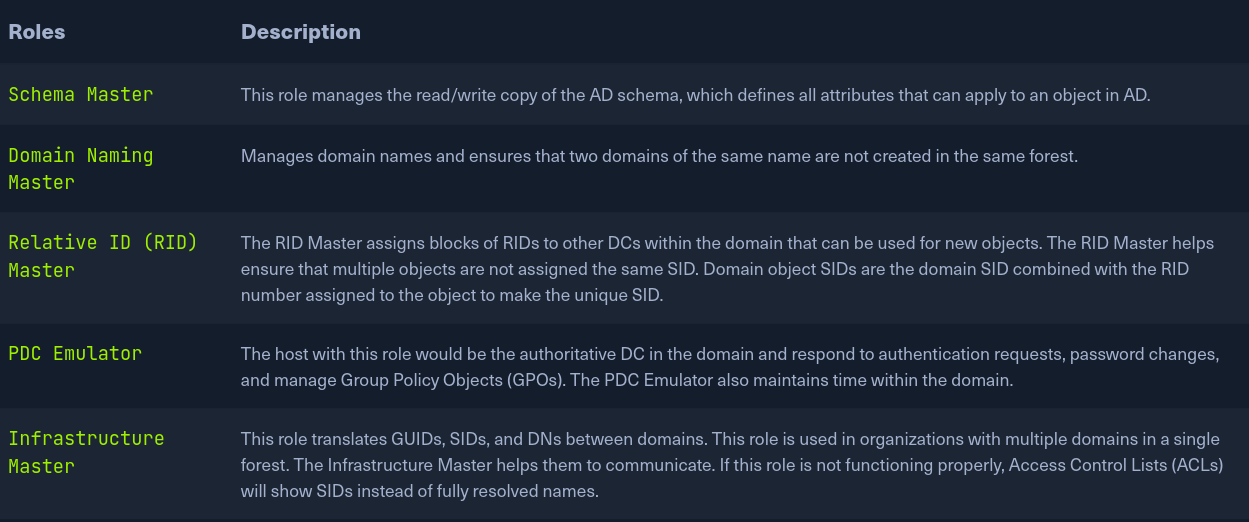 Roles Description
Schema Master This role manages the read/write copy of the AD schema, which defines all attributes that can apply to an object in AD.
Domain Naming Manages domain names and ensures that two domains of the same name are not created in the same forest.
Master
Relative ID (RID) The RID Master assigns blocks of RIDs to other DCs within the domain that can be used for new objects. The RID Master helps
Master ensure that multiple objects are not assigned the same SID. Domain object SIDs are the domain SID combined with the RID
number assigned to the object to make the unique SID.
PDC Emulator The host with this role would be the authoritative DC in the domain and respond to authentication requests, password changes,
and manage Group Policy Objects (GPOs). The PDC Emulator also maintains time within the domain.
Infrastructure This role translates GUIDs, SIDs, and DNs between domains. This role is used in organizations with multiple domains in a single
Master forest. The Infrastructure Master helps them to communicate. If this role is not functioning properly, Access Control Lists (ACLs)
will show SIDs instead of fully resolved names.